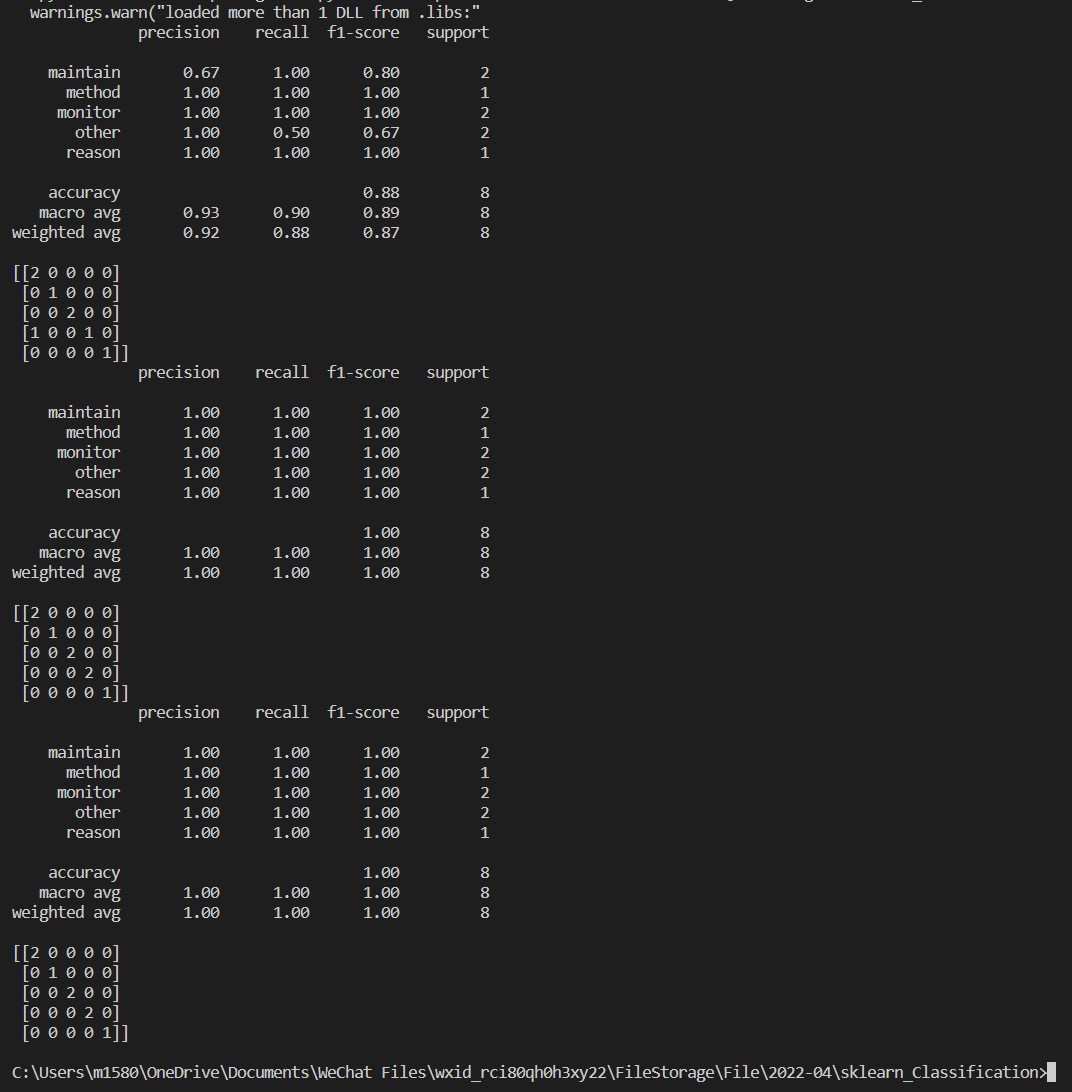 warnings.warn("loaded more than 1 DLL from .libs:"
precision recall f1-score support
maintain 0.67 1.00 0.80 2
method 1.00 1.00 1.00 1
monitor 1.00 1.00 1.00 2
other 1.00 0.50 0.67 2
reason 1.00 1.00 1.00 1
accuracy 0.88 8
macro avg 0.93 0.90 0.89 8
weighted avg 0.92 0.88 0.87 8
[[2 0 0 0 0]
[0 1 0 0 0]
[0 0 2 0 0]
[1 0 0 1 0]
[0 0 0 0 1]]
precision recall f1-score support
maintain 1.00 1.00 1.00 2
method 1.00 1.00 1.00 1
monitor 1.00 1.00 1.00 2
other 1.00 1.00 1.00 2
reason 1.00 1.00 1.00 1
accuracy 1.00 8
macro avg 1.00 1.00 1.00 8
weighted avg 1.00 1.00 1.00 8
[[2 0 0 0 0]
[0 1 0 0 0]
[0 0 2 0 0]
[0 0 0 2 0]
[0 0 0 0 1]]
precision recall f1-score support
maintain 1.00 1.00 1.00 2
method 1.00 1.00 1.00 1
monitor 1.00 1.00 1.00 2
other 1.00 1.00 1.00 2
reason 1.00 1.00 1.00 1
accuracy 1.00 8
macro avg 1.00 1.00 1.00 8
weighted avg 1.00 1.00 1.00 8
[[2 0 0 0 0]
[0 1 0 0 0]
[0 0 2 0 0]
[0 0 0 2 0]
[0 0 0 0 1]]
C:\Users\m1580\OneDrive\Documents\WeChat Files\wxid_rci80qh0h3xy22\FileStorage\File\2022-04\sklearn_Classification>